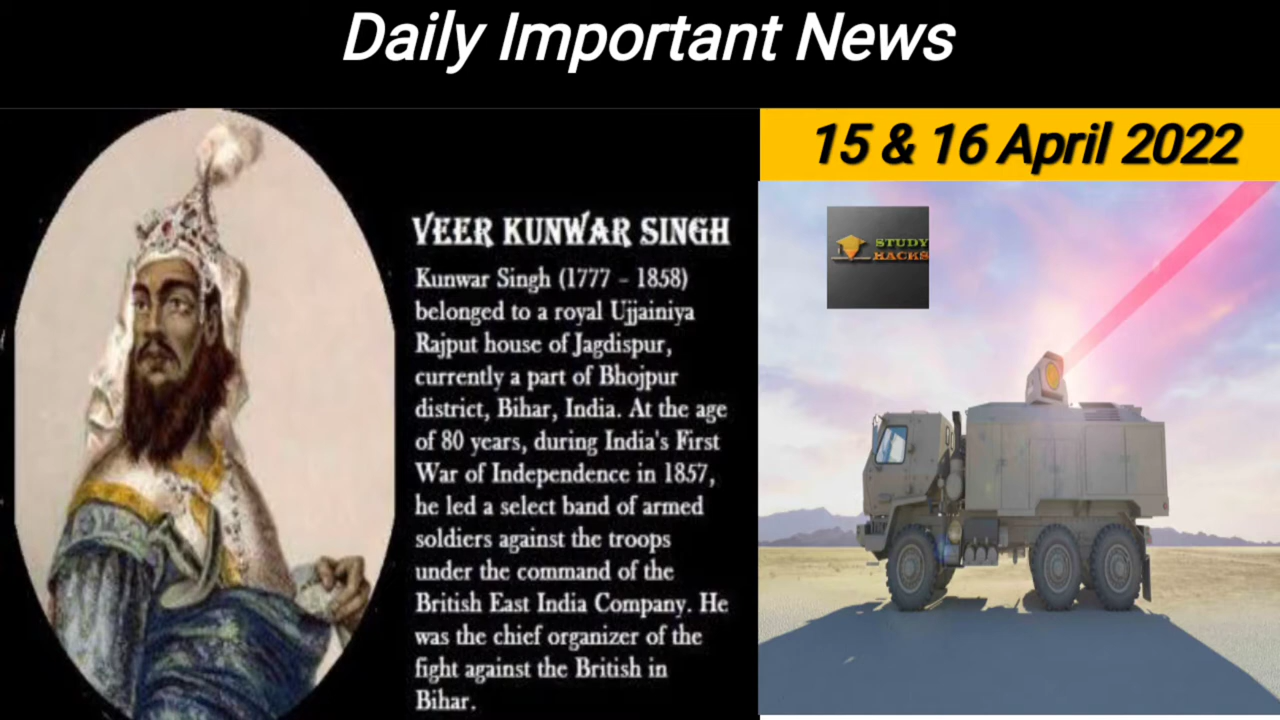 Daily Important News
15 & 16 April 2022
VEER KUNWAR SINGH
Kunwar Singh (1777 - 1858)
belonged to a royal Ujjainiya
Rajput house of Jagdispur,
currently a part of Bhojpur
district, Bihar, India. At the age
of 80 years, during India's First
War of Independence in 1857,
he led a select band of armed
soldiers against the troops
under the command of the
British East India Company. He
was the chief organizer of the
fight against the British in
Bihar.
STUDY
HACKS